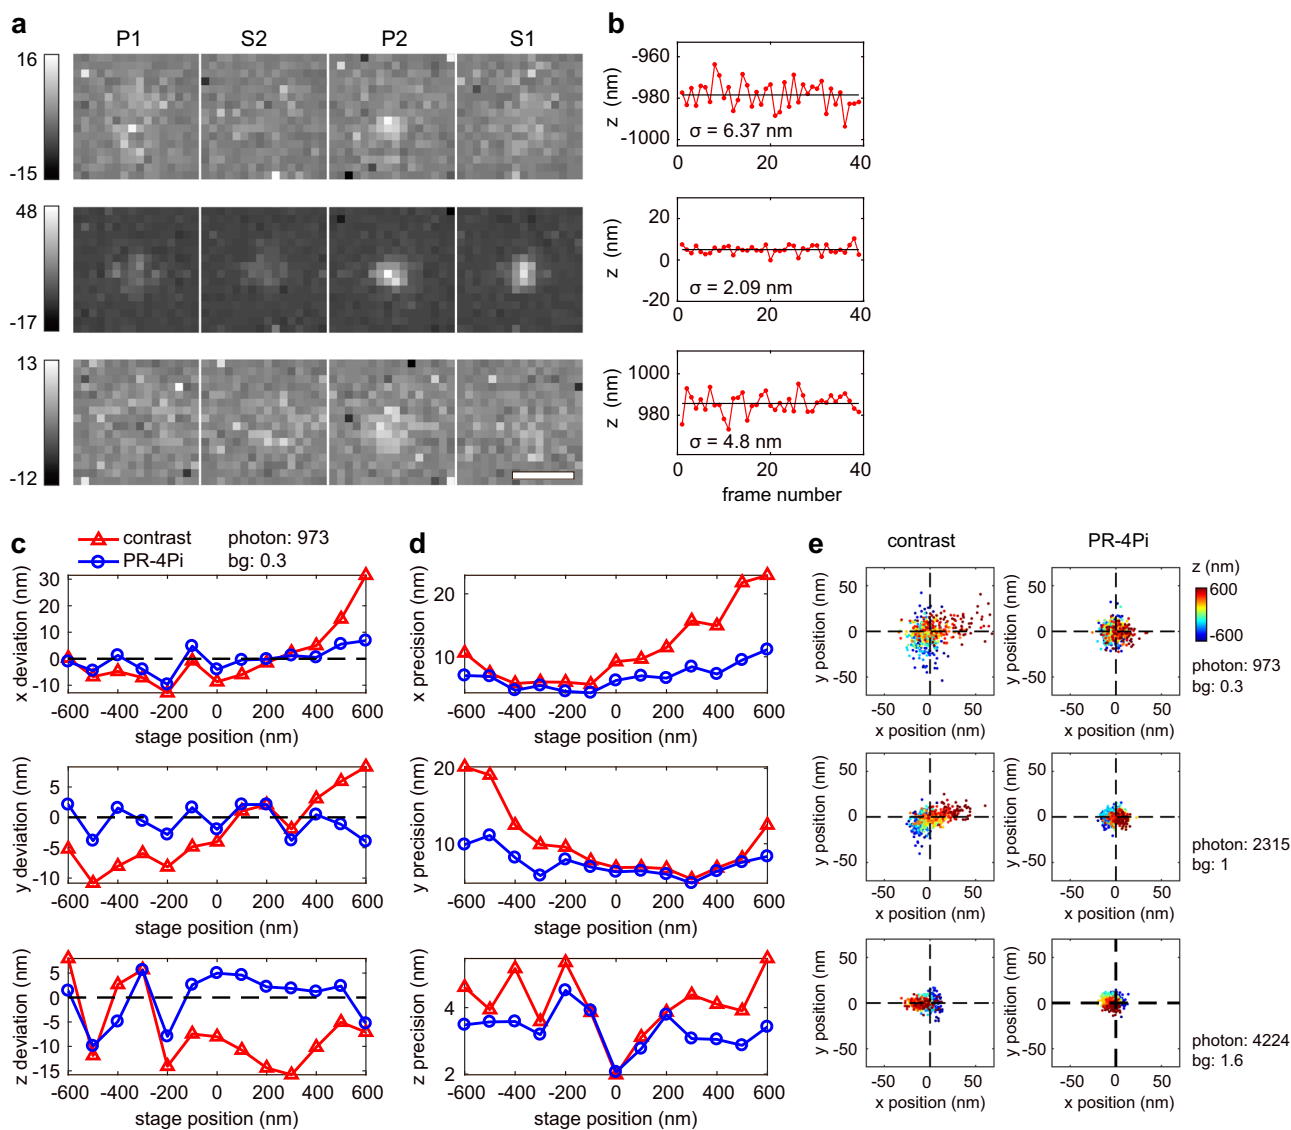 a
P1 S2 P2 S1
16
-15
48
-17
13
-12
b
z (nm)
-960
-980
-1000
σ = 6.37 nm
0 20 40
z (nm)
20
0
-20
σ = 2.09 nm
0 20 40
z (nm)
1000
980
σ = 4.8 nm
0 20 40
frame number
c
contrast
PR-4Pi
photon: 973
bg: 0.3
x deviation (nm)
30
20
10
0
-10
-600 -400 -200 0 200 400 600
stage position (nm)
y deviation (nm)
5
0
-5
-10
-600 -400 -200 0 200 400 600
stage position (nm)
z deviation (nm)
5
0
-5
-10
-15
-600 -400 -200 0 200 400 600
stage position (nm)
d
x precision (nm)
20
10
-600 -400 -200 0 200 400 600
stage position (nm)
y precision (nm)
20
10
-600 -400 -200 0 200 400 600
stage position (nm)
z precision (nm)
4
2
-600 -400 -200 0 200 400 600
stage position (nm)
e
contrast PR-4Pi
y position (nm)
50
0
-50
-50 0 50
x position (nm)
y position (nm)
50
0
-50
-50 0 50
x position (nm)
z (nm)
600
-600
photon: 973
bg: 0.3
y position (nm)
50
0
-50
-50 0 50
x position (nm)
y position (nm)
50
0
-50
-50 0 50
x position (nm)
photon: 2315
bg: 1
y position (nm
50
0
-50
-50 0 50
x position (nm)
y position (nm)
50
0
-50
-50 0 50
x position (nm)
photon: 4224
bg: 1.6